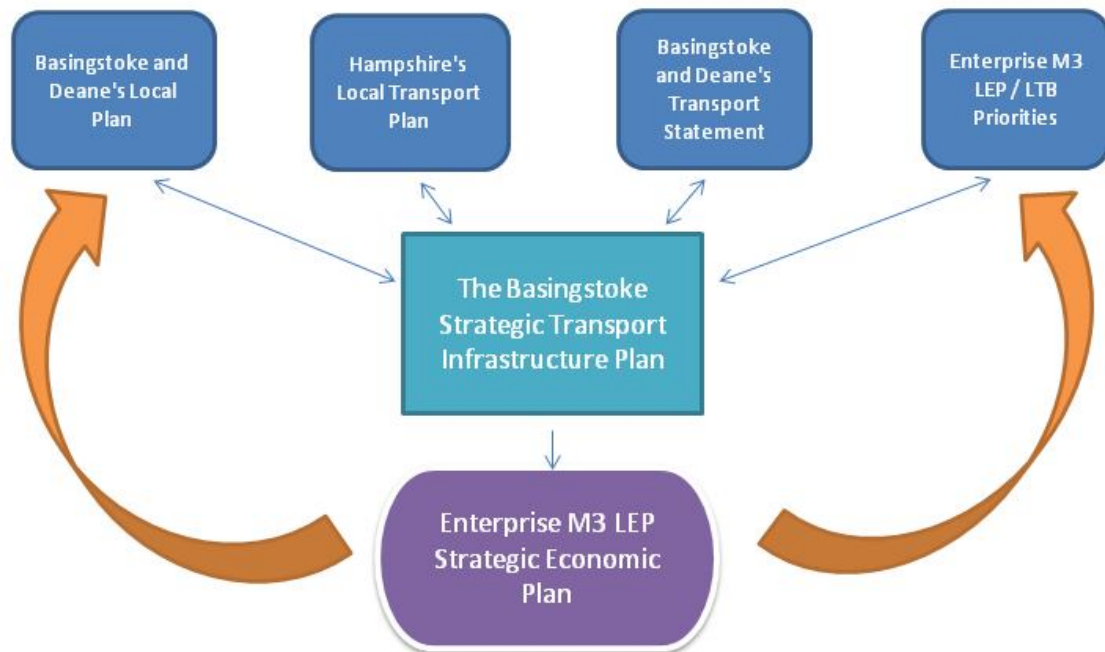 Basingstoke and
Deane's Local
Plan
Hampshire's
Local Transport
Plan
Basingstoke
and Deane's
Transport
Statement
Enterprise M3
LEP / LTB
Priorities
The Basingstoke
Strategic Transport
Infrastructure Plan
Enterprise M3 LEP
Strategic Economic
Plan